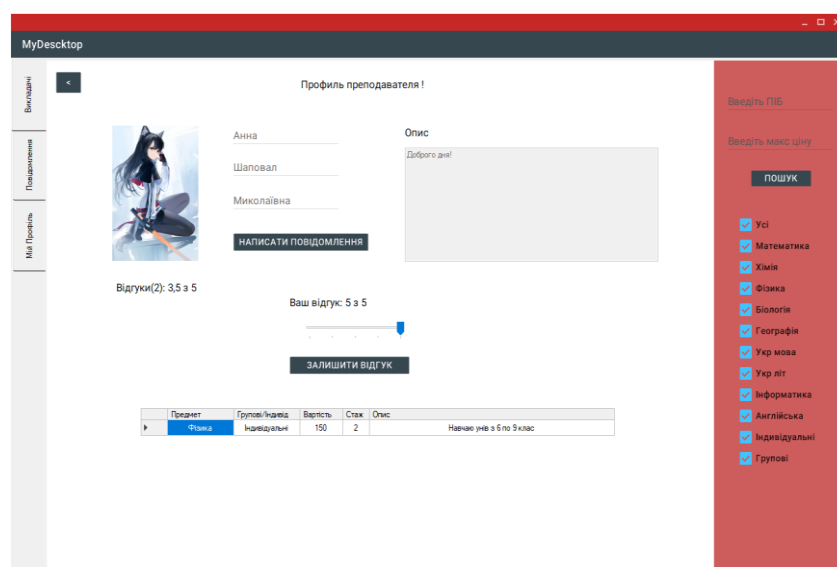 MyDescktop
Викладачі
Повідомлення
Мій Профіль
<
Профиль преподавателя !
Анна
Шаповал
Миколаївна
НАПИСАТИ ПОВІДОМЛЕННЯ
Опис
Доброго дня!
Відгуки(2): 3,5 з 5
Ваш відгук: 5 з 5
ЗАЛИШИТИ ВІДГУК
Предмет Групові/Індивід Вартість Стаж Опис
Фізика Індивідуальні 150 2 Навчаю унів з 6 по 9 клас
Введіть ПІБ
Введіть макс ціну
ПОШУК
Усі
Математика
Хімія
Фізика
Біологія
Географія
Укр мова
Укр літ
Інформатика
Англійська
Індивідуальні
Групові